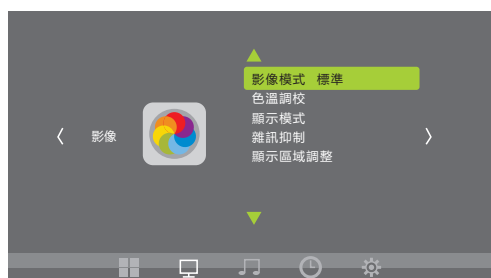 影像
影像模式 標準
色溫調校
顯示模式
雜訊抑制
顯示區域調整